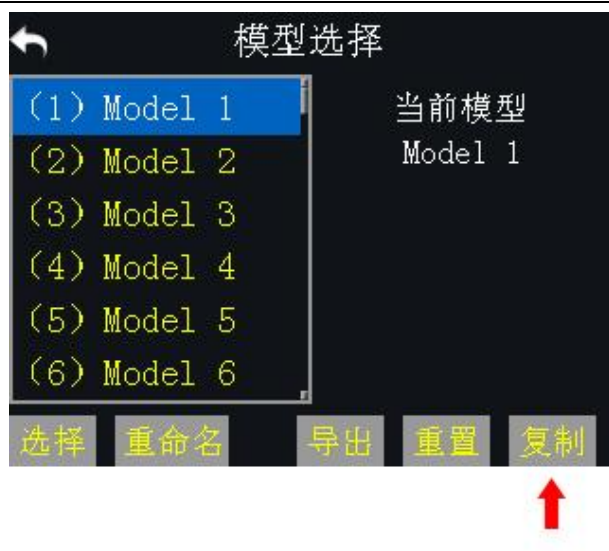 模型选择
(1) Model 1
(2) Model 2
(3) Model 3
(4) Model 4
(5) Model 5
(6) Model 6
当前模型
Model 1
选择 重命名 导出 重置 复制